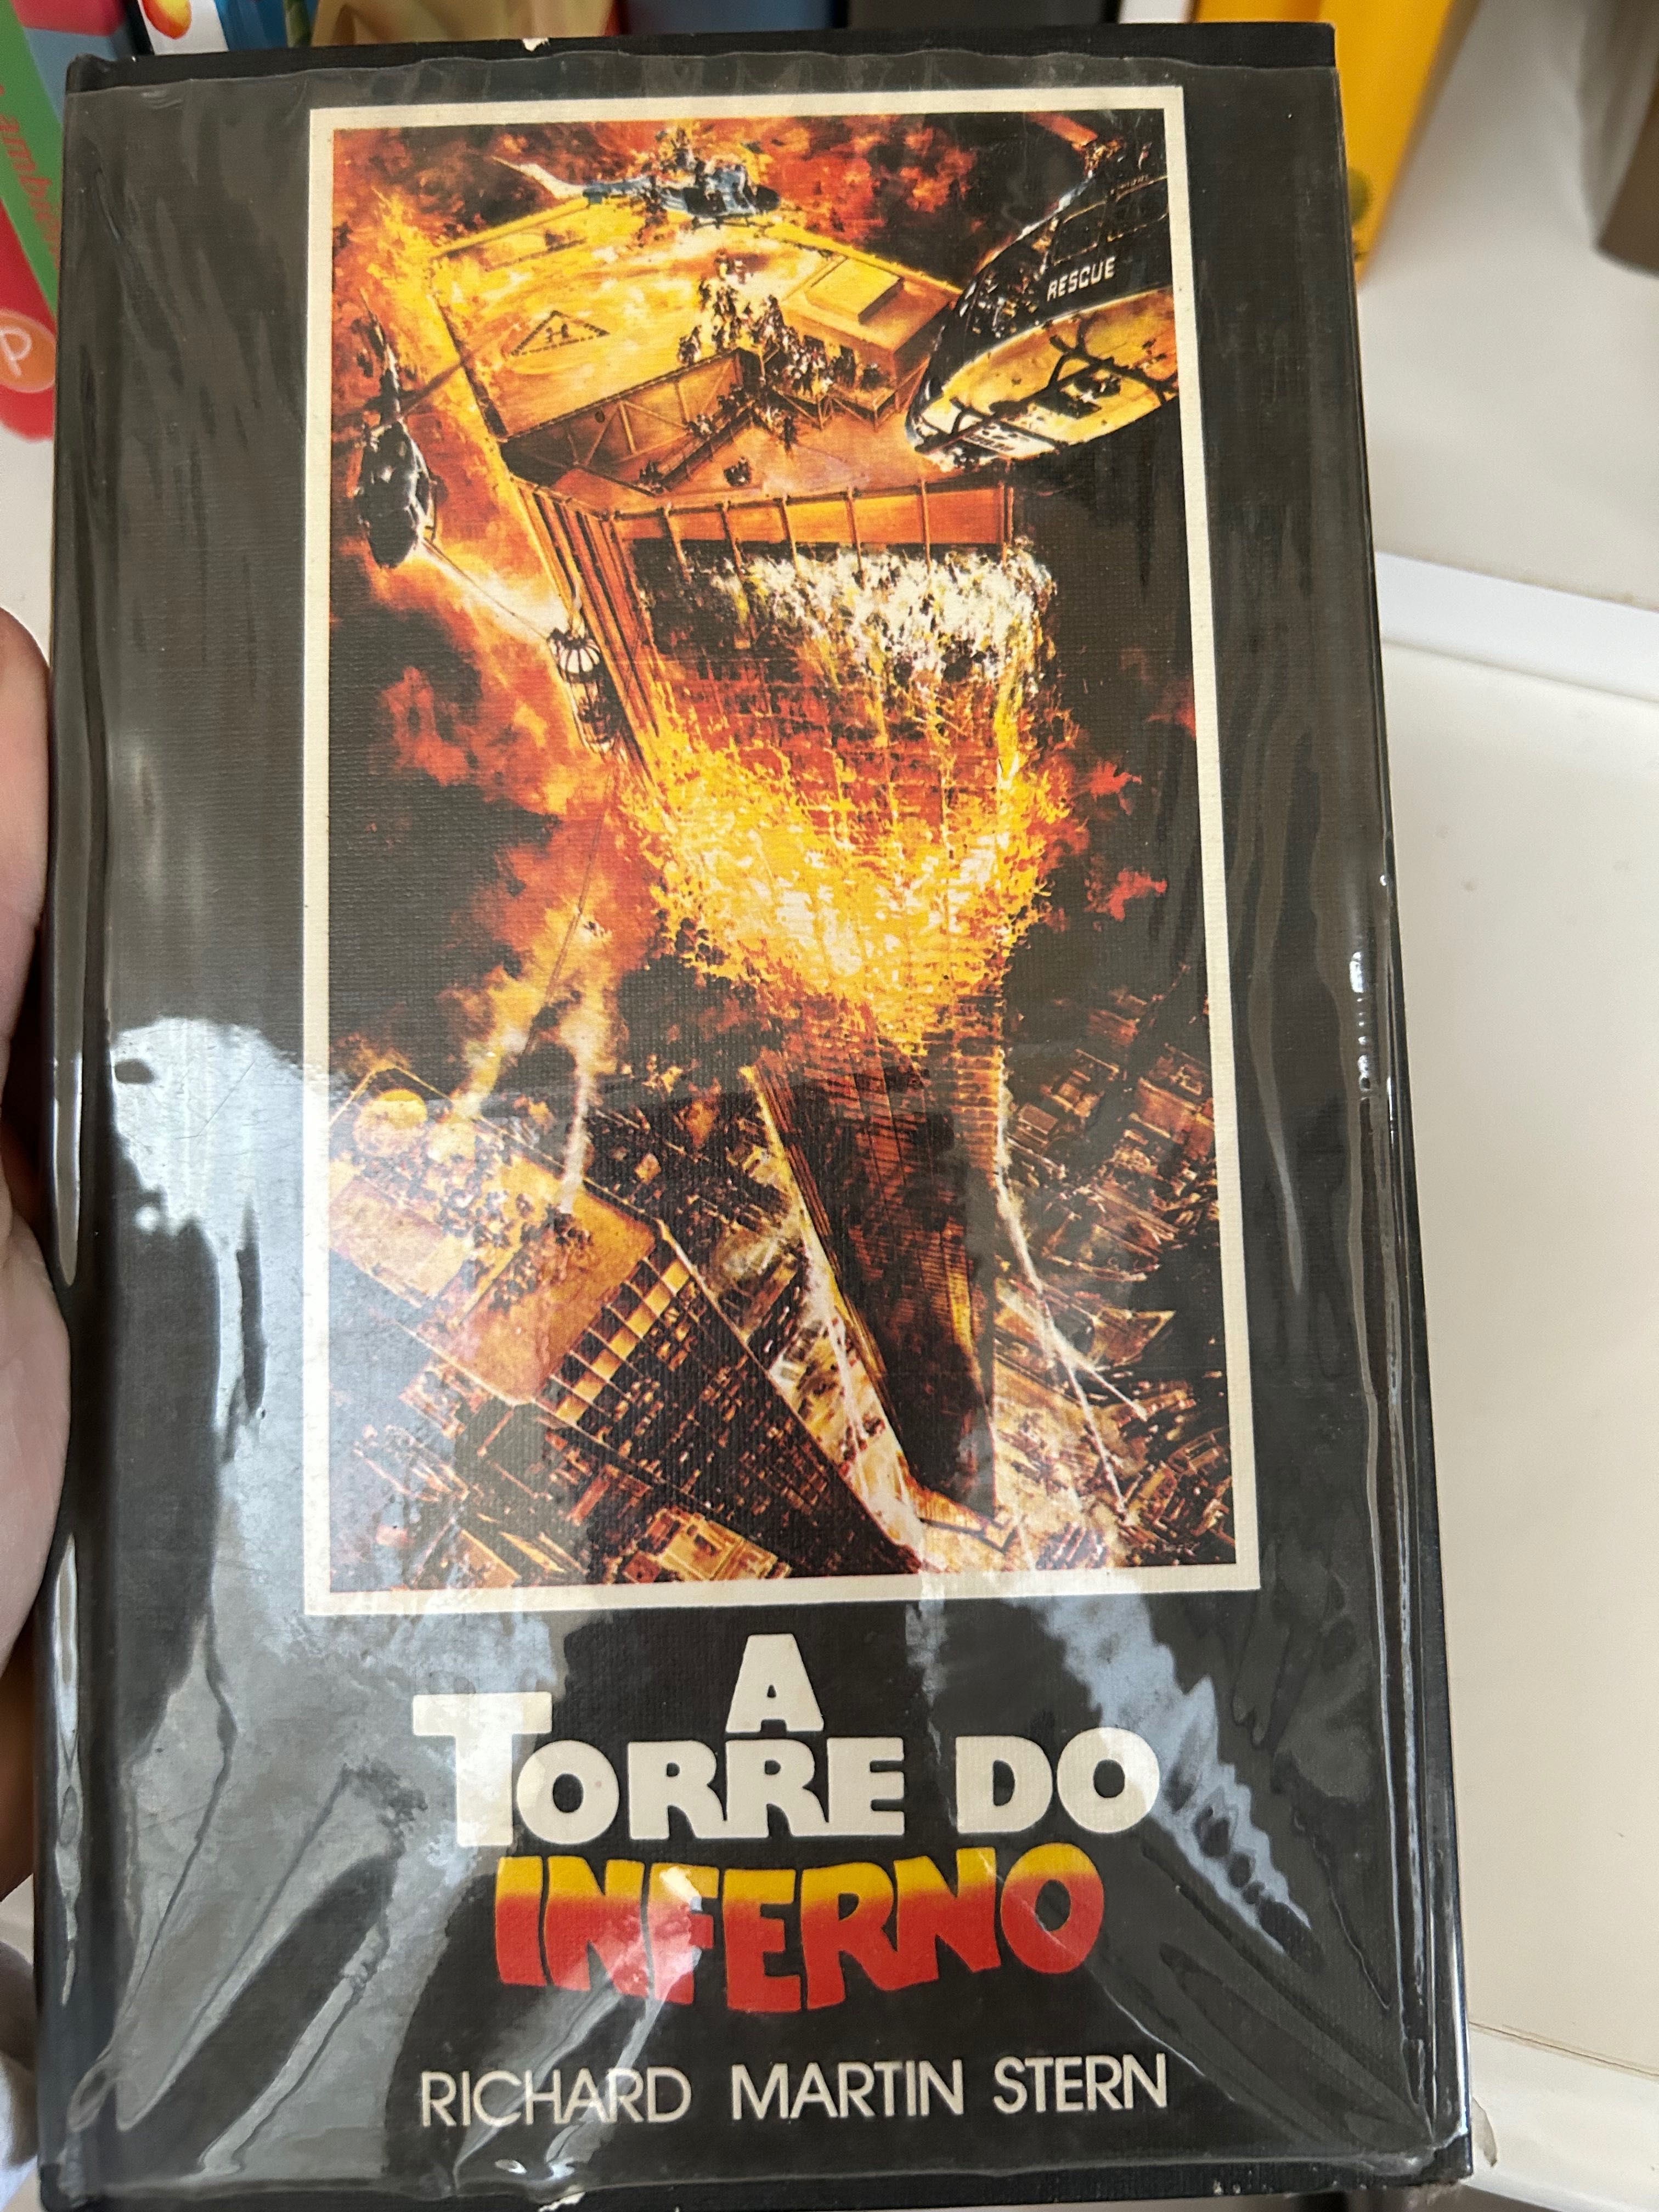 RESCUE
H
A
TORRE DO
INFERNO
RICHARD MARTIN STERN
P